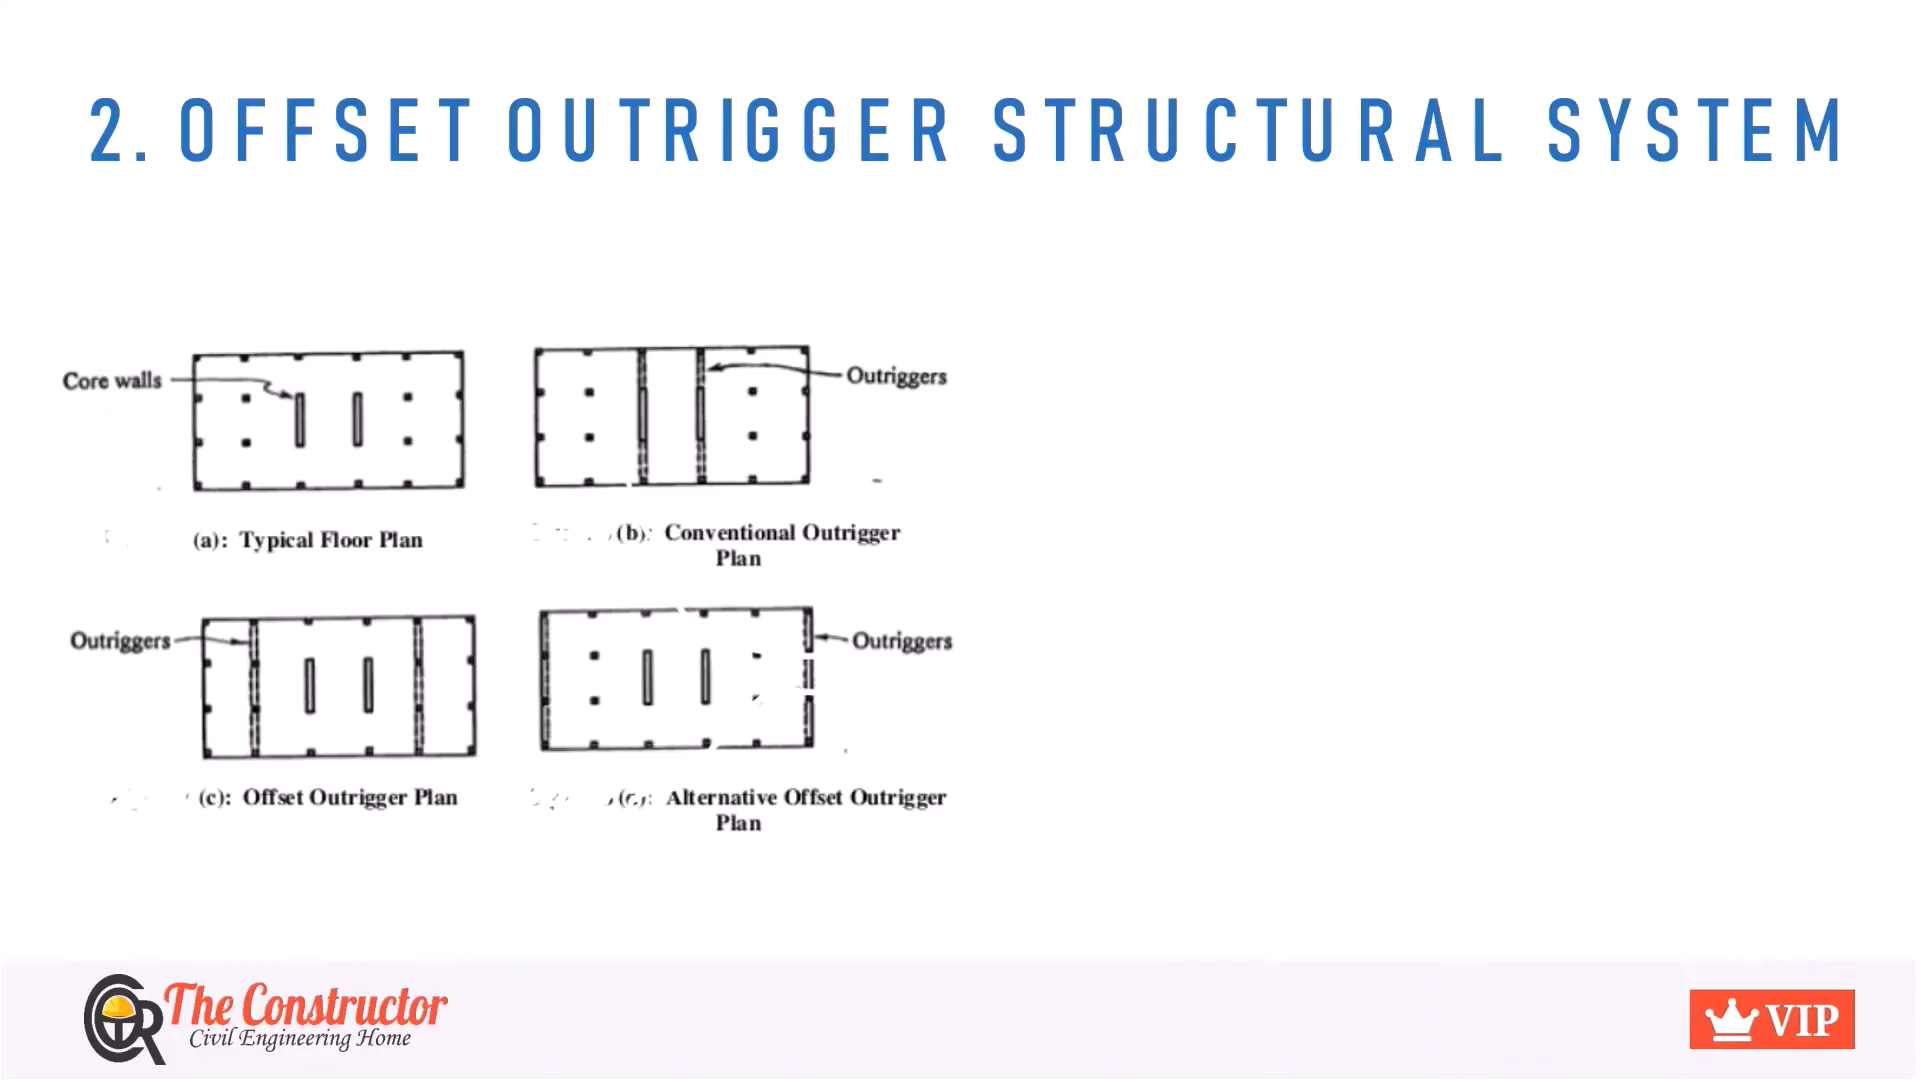 2. OFFSET OUTRIGGER STRUCTURAL SYSTEM
Core walls
Outriggers
(a): Typical Floor Plan
(b): Conventional Outrigger
Plan
Outriggers
Outriggers
(c): Offset Outrigger Plan
Alternative Offset Outrigger
Plan
The Constructor
Civil Engineering Home
VIP